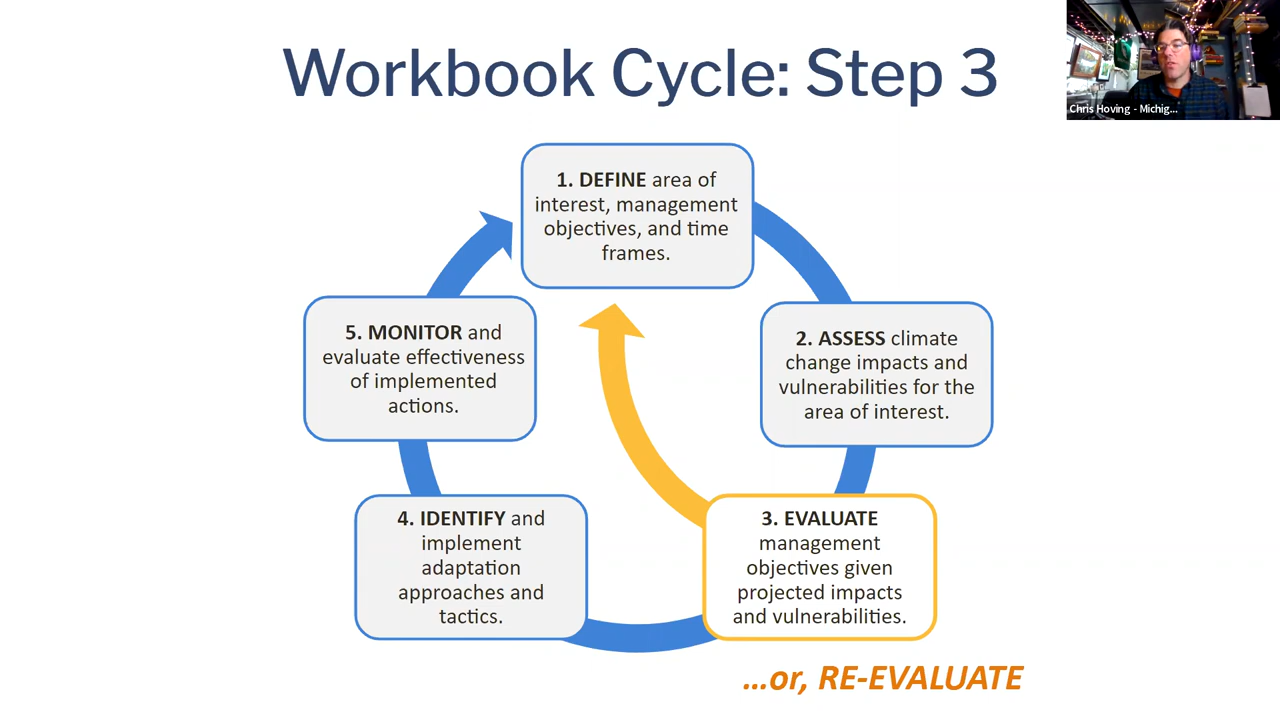 Workbook Cycle: Step 3
Chris Hoving - Michig...
1. DEFINE area of
interest, management
objectives, and time
frames.
2. ASSESS climate
change impacts and
vulnerabilities for the
area of interest.
3. EVALUATE
management
objectives given
projected impacts
and vulnerabilities.
...or, RE-EVALUATE
4. IDENTIFY and
implement
adaptation
approaches and
tactics.
5. MONITOR and
evaluate effectiveness
of implemented
actions.